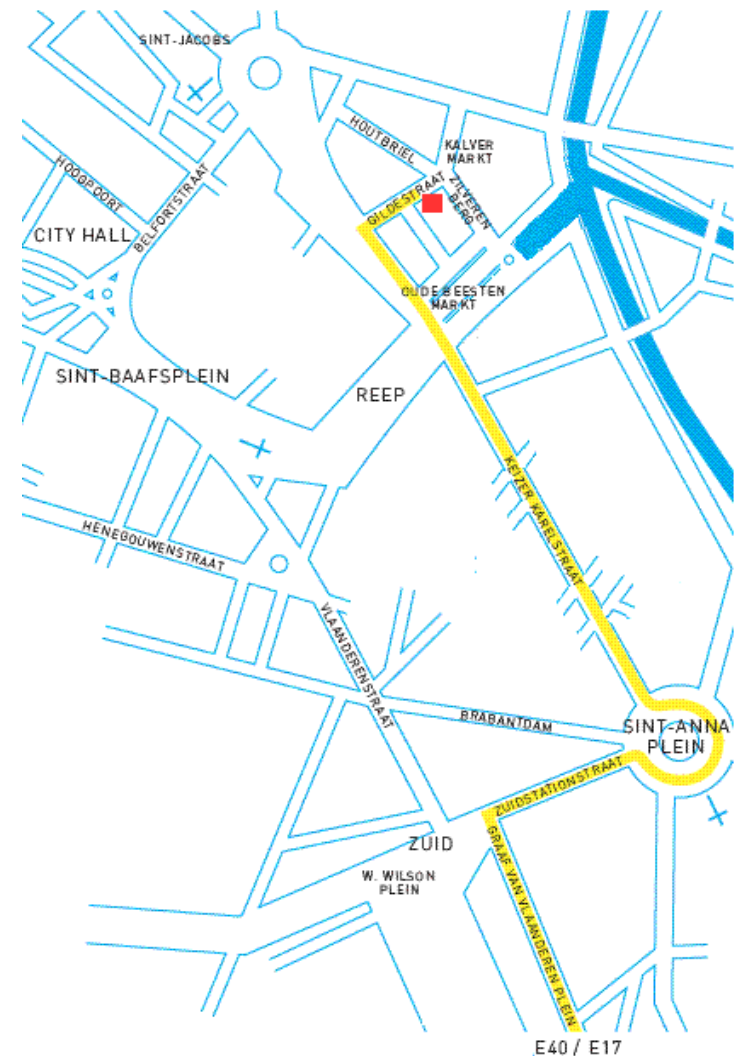 SINT-JACOBS
HOUTBRIEL
KALVER
MARKT
HOOGPOORT
BELFORTSTRAAT
GILDESTRAAT
ZILVEREN
BERG
CITY HALL
OUDE BEESTEN
MARKT
SINT-BAAFSPLEIN
REEP
KEIZER KARELSTRAAT
HENEGOUWENSTRAAT
VLAANDERENSTRAAT
BRABANTDAM
SINT-ANNA
PLEIN
ZUIDSTATIONSTRAAT
ZUID
GRAAF VAN VLAANDEREN PLEIN
W. WILSON
PLEIN
E40 / E17